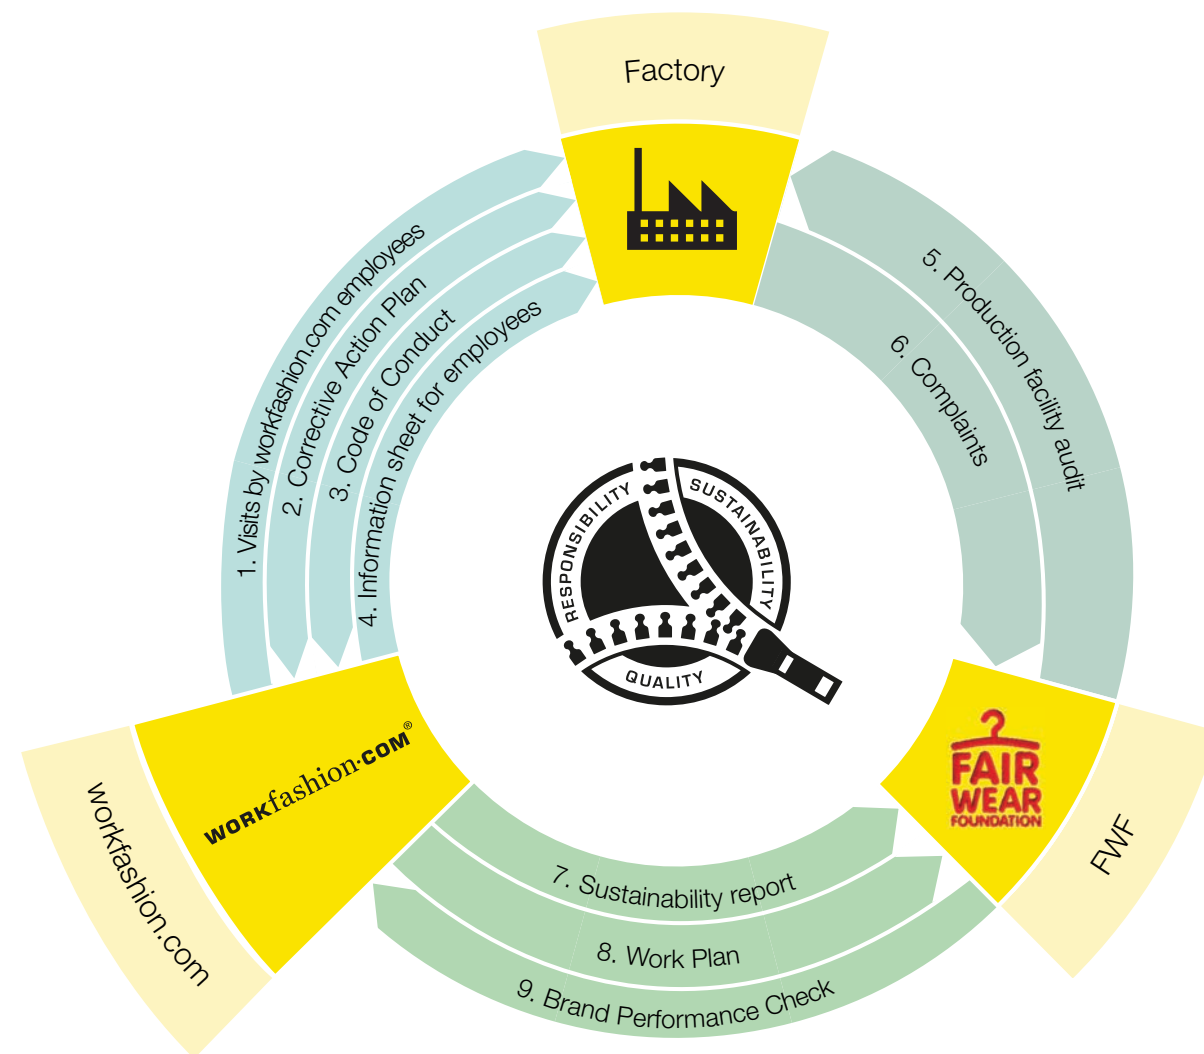 Factory
1. Visits by workfashion.com employees
2. Corrective Action Plan
3. Code of Conduct
4. Information sheet for employees
5. Production facility audit
6. Complaints
RESPONSIBILITY
SUSTAINABILITY
QUALITY
WORKfashion.COM®
workfashion.com
FAIR
WEAR
FOUNDATION
FWF
7. Sustainability report
8. Work Plan
9. Brand Performance Check